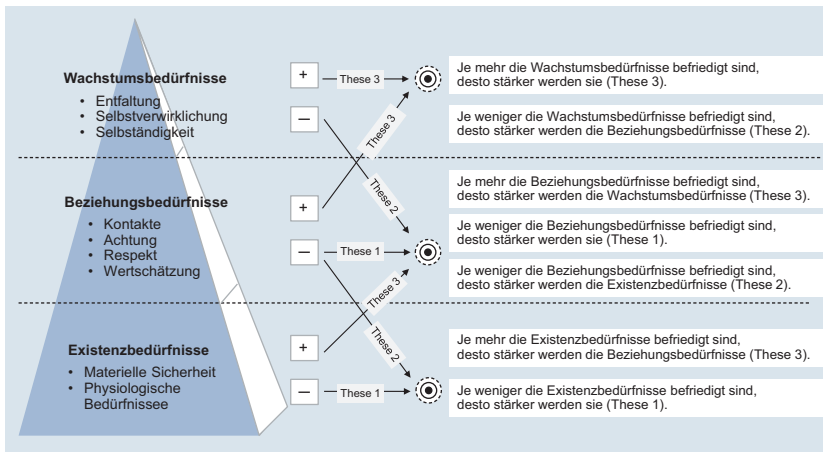 Wachstumsbedürfnisse
• Entfaltung
• Selbstverwirklichung
• Selbständigkeit
+
These 3
–
These 3
These 2
Je mehr die Wachstumsbedürfnisse befriedigt sind,
desto stärker werden sie (These 3).
Je weniger die Wachstumsbedürfnisse befriedigt sind,
desto stärker werden die Beziehungsbedürfnisse (These 2).
Beziehungsbedürfnisse
• Kontakte
• Achtung
• Respekt
• Wertschätzung
+
–
These 1
These 3
These 2
Je mehr die Beziehungsbedürfnisse befriedigt sind,
desto stärker werden die Wachstumsbedürfnisse (These 3).
Je weniger die Beziehungsbedürfnisse befriedigt sind,
desto stärker werden sie (These 1).
Je weniger die Beziehungsbedürfnisse befriedigt sind,
desto stärker werden die Existenzbedürfnisse (These 2).
Existenzbedürfnisse
• Materielle Sicherheit
• Physiologische
Bedürfnissee
+
–
These 1
Je mehr die Existenzbedürfnisse befriedigt sind,
desto stärker werden die Beziehungsbedürfnisse (These 3).
Je weniger die Existenzbedürfnisse befriedigt sind,
desto stärker werden sie (These 1).